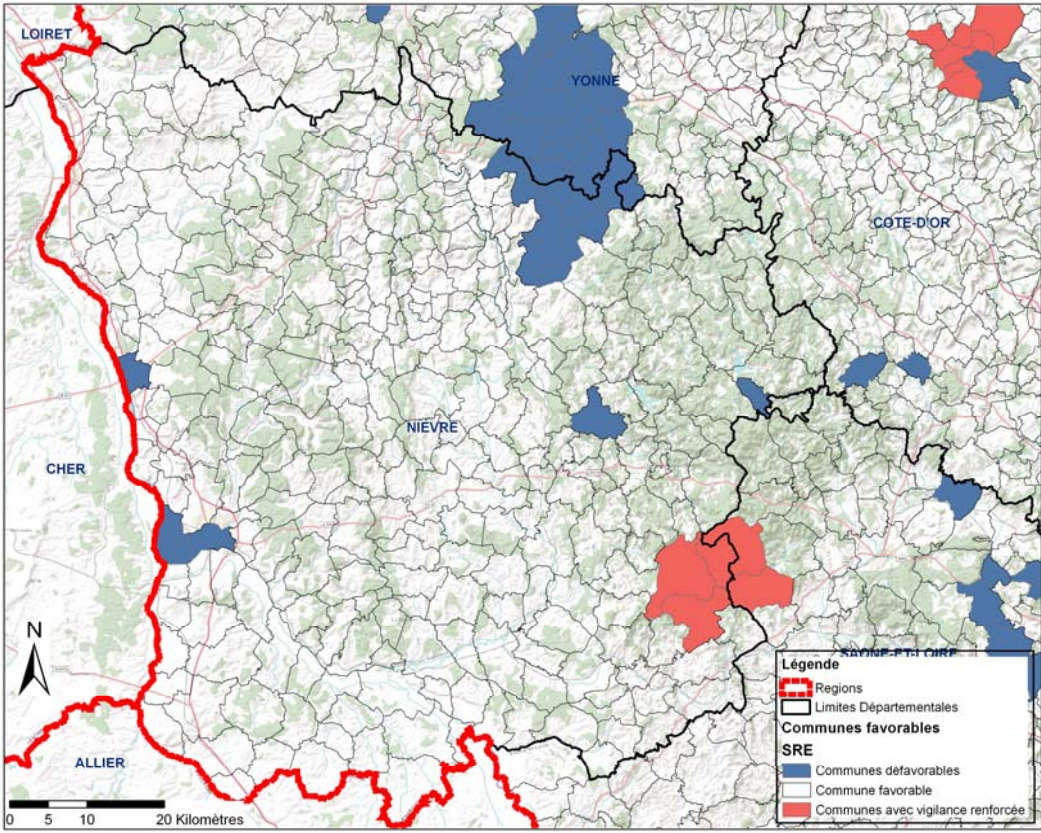 LOIRET
YONNE
COTE-D'OR
NIEVRE
CHER
N
SAONE-ET-LOIRE
ALLIER
0 5 10 20 Kilomètres
Légende
Regions
Limites Départementales
Communes favorables
SRE
Communes défavorables
Commune favorable
Communes avec vigilance renforcée